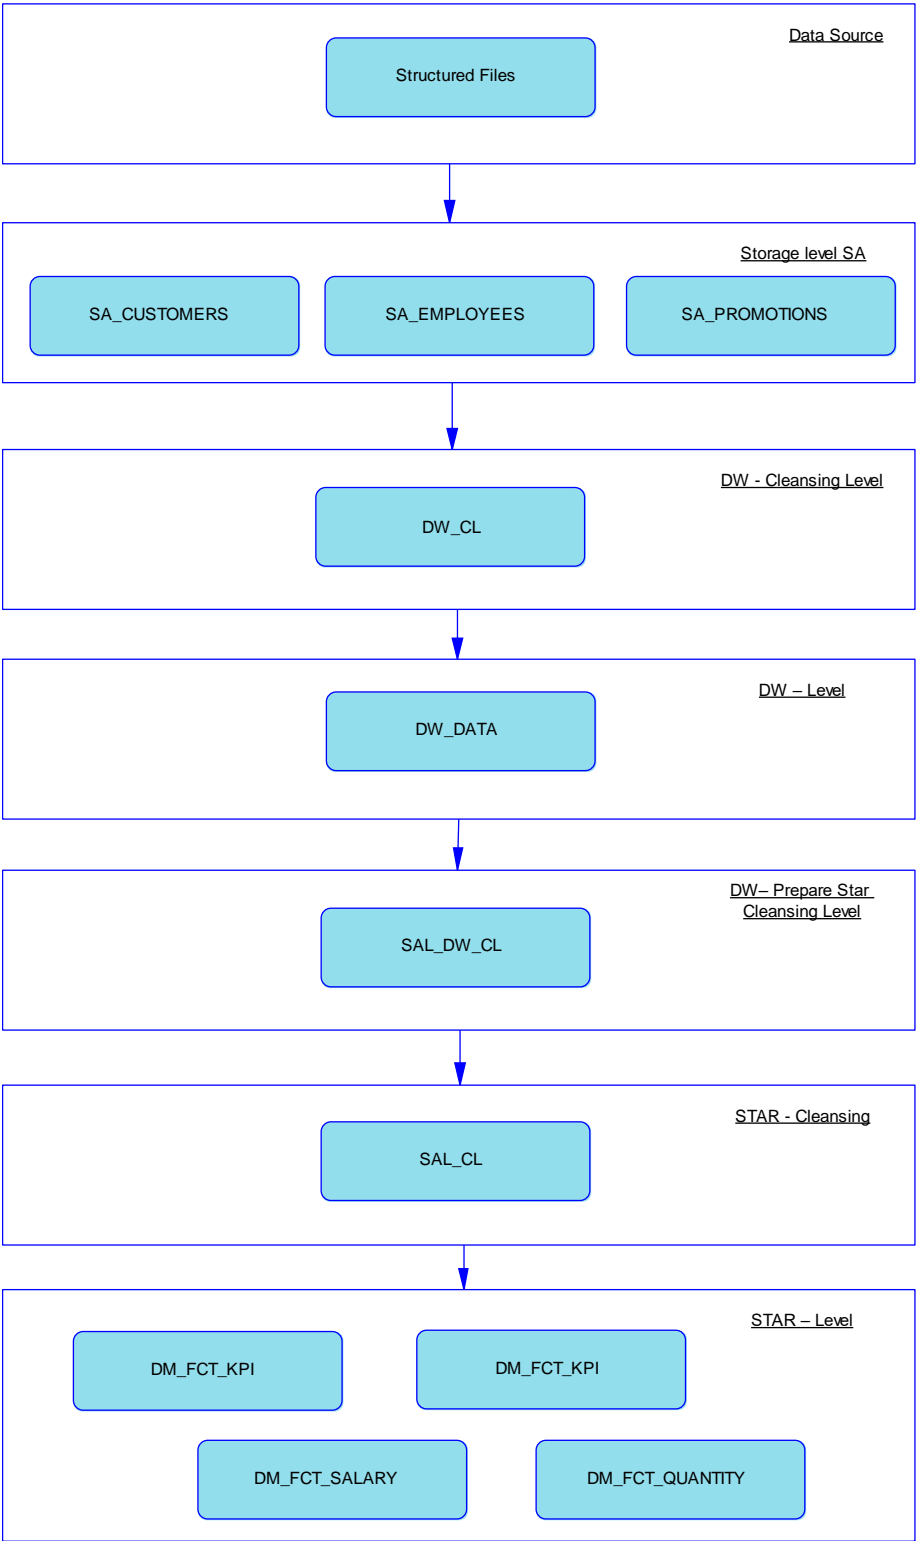 Data Source
Structured Files
Storage level SA
SA_CUSTOMERS
SA_EMPLOYEES
SA_PROMOTIONS
DW - Cleansing Level
DW_CL
DW – Level
DW_DATA
DW– Prepare Star
Cleansing Level
SAL_DW_CL
STAR - Cleansing
SAL_CL
STAR – Level
DM_FCT_KPI
DM_FCT_KPI
DM_FCT_SALARY
DM_FCT_QUANTITY